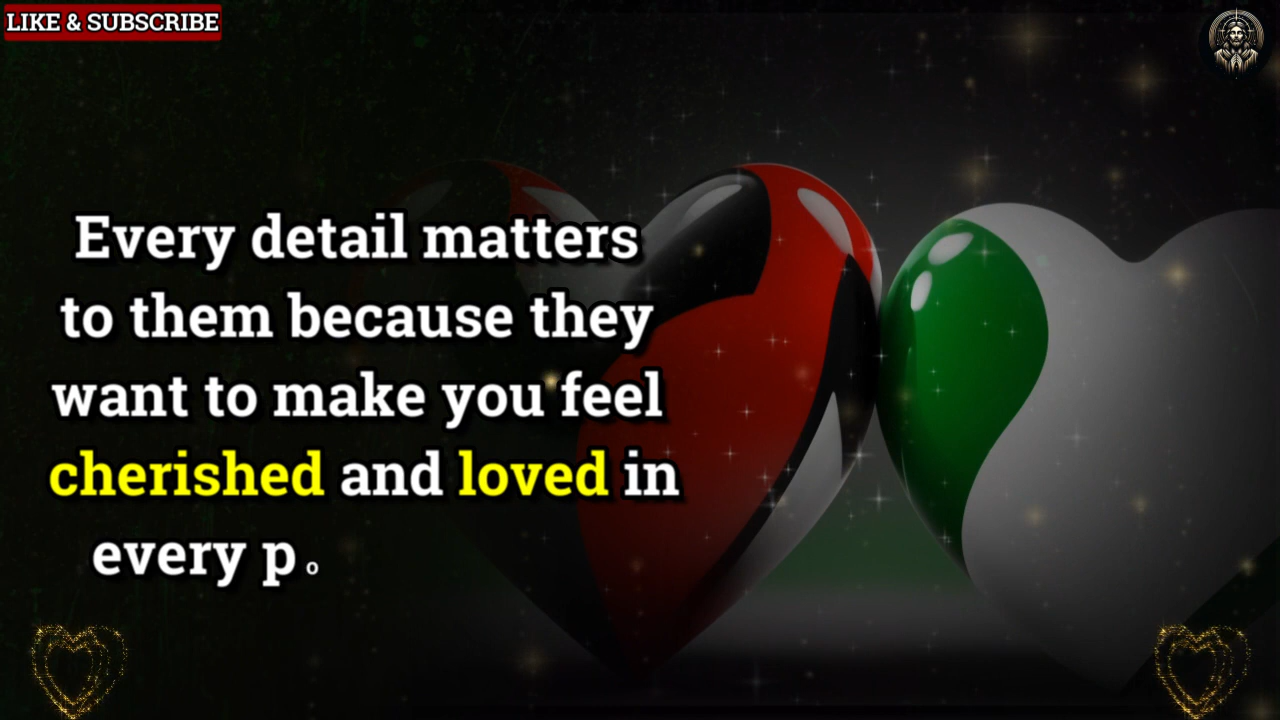 LIKE & SUBSCRIBE
Every detail matters
to them because they
want to make you feel
cherished and loved in
every po